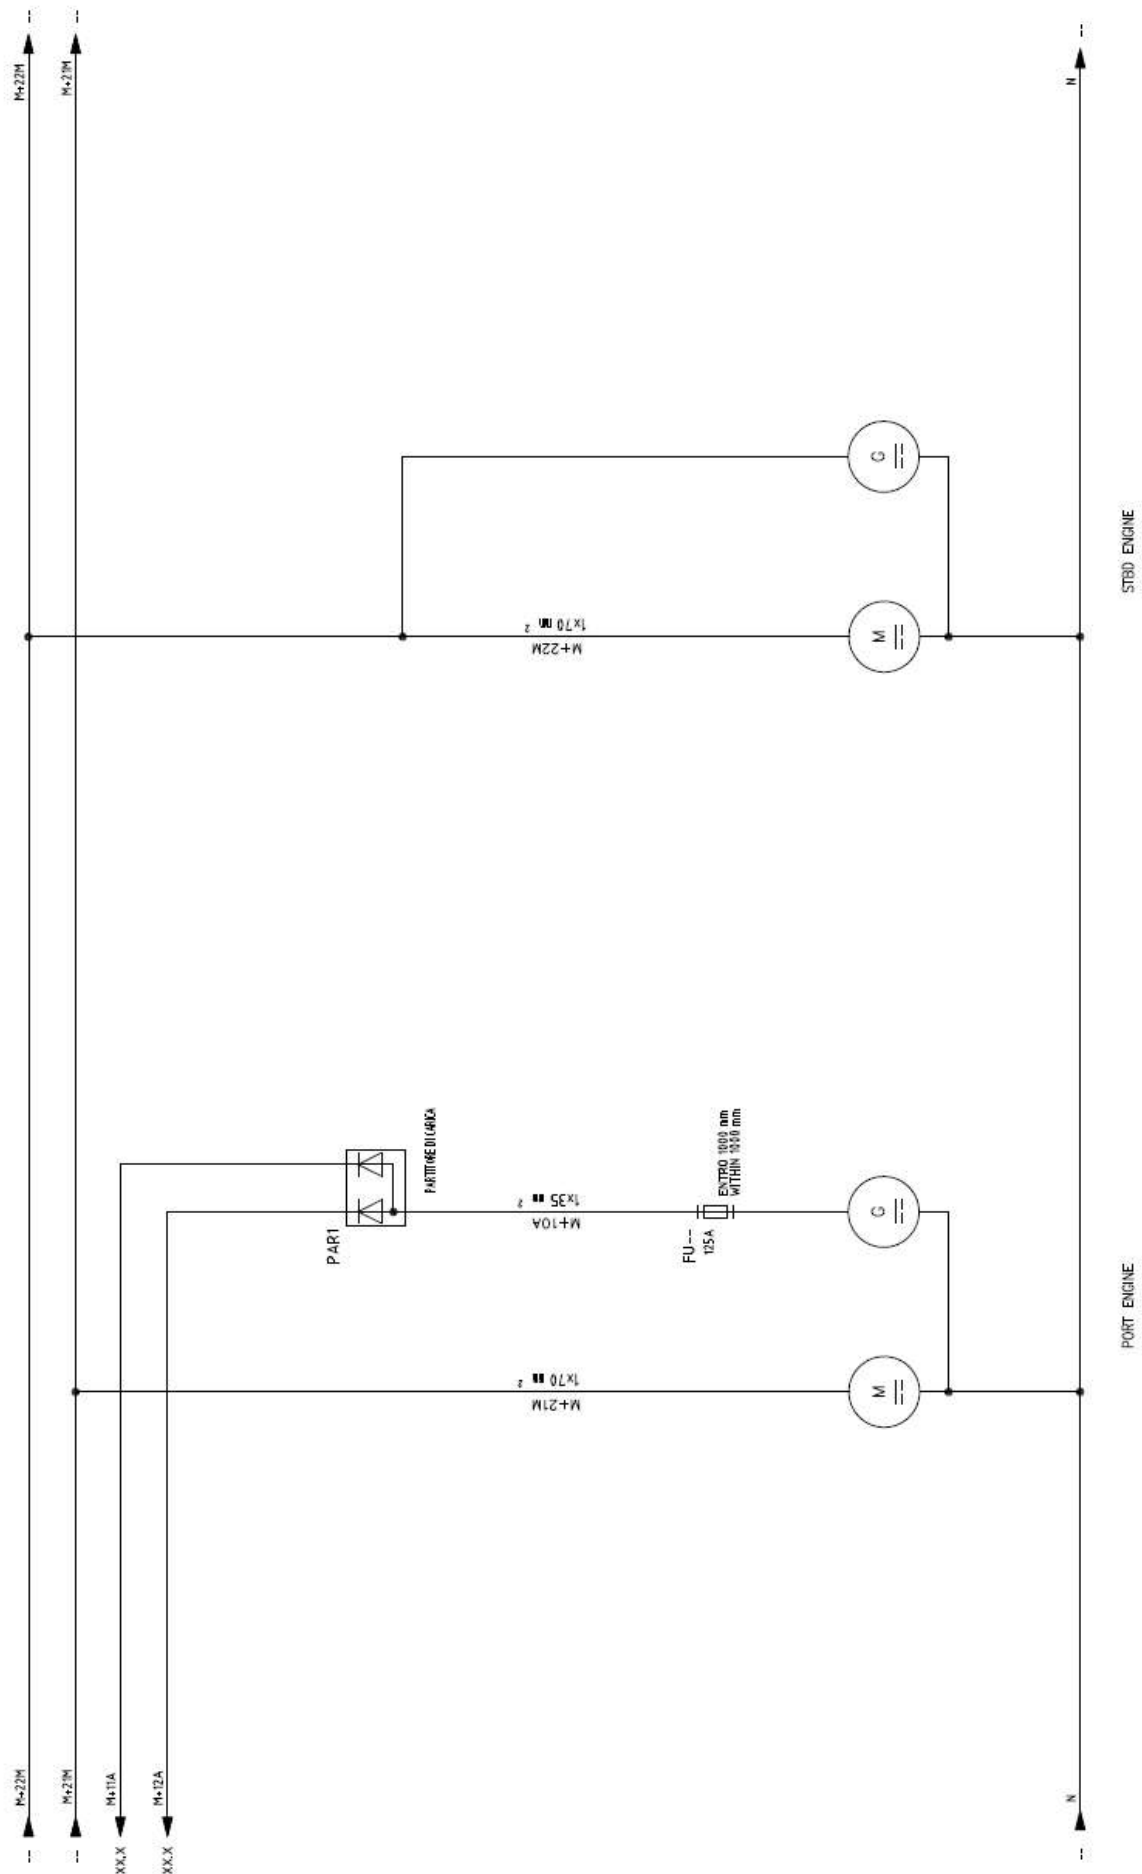 --
--
--
M+22M
M+21M
N
1x70 mm ²
M+22M
STBD ENGINE
G
M
PARTITORE DI CARICA
PAR1
1x35 mm ²
M+10A
ENTRO 1000 mm
WITHIN 1000 mm
FU--
125A
G
PORT ENGINE
1x70 mm ²
M+21M
M
M+22M
M+21M
M+11A
M+12A
N
--
--
XX.X
XX.X
--